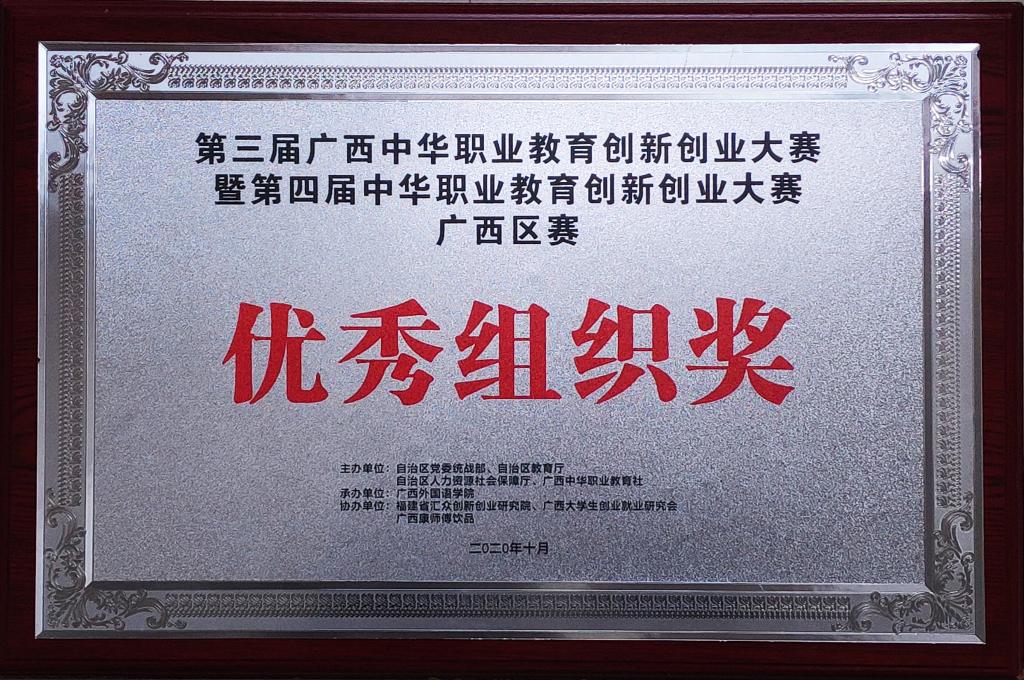 第三届广西中华职业教育创新创业大赛
暨第四届中华职业教育创新创业大赛
广西区赛
优秀组织奖
主办单位：自治区党委统战部、自治区教育厅
自治区人力资源社会保障厅、广西中华职业教育社
承办单位：广西外国语学院
协办单位：福建省汇众创新创业研究院、广西大学生创业就业研究会
广西康师傅饮品
二〇二〇年十月